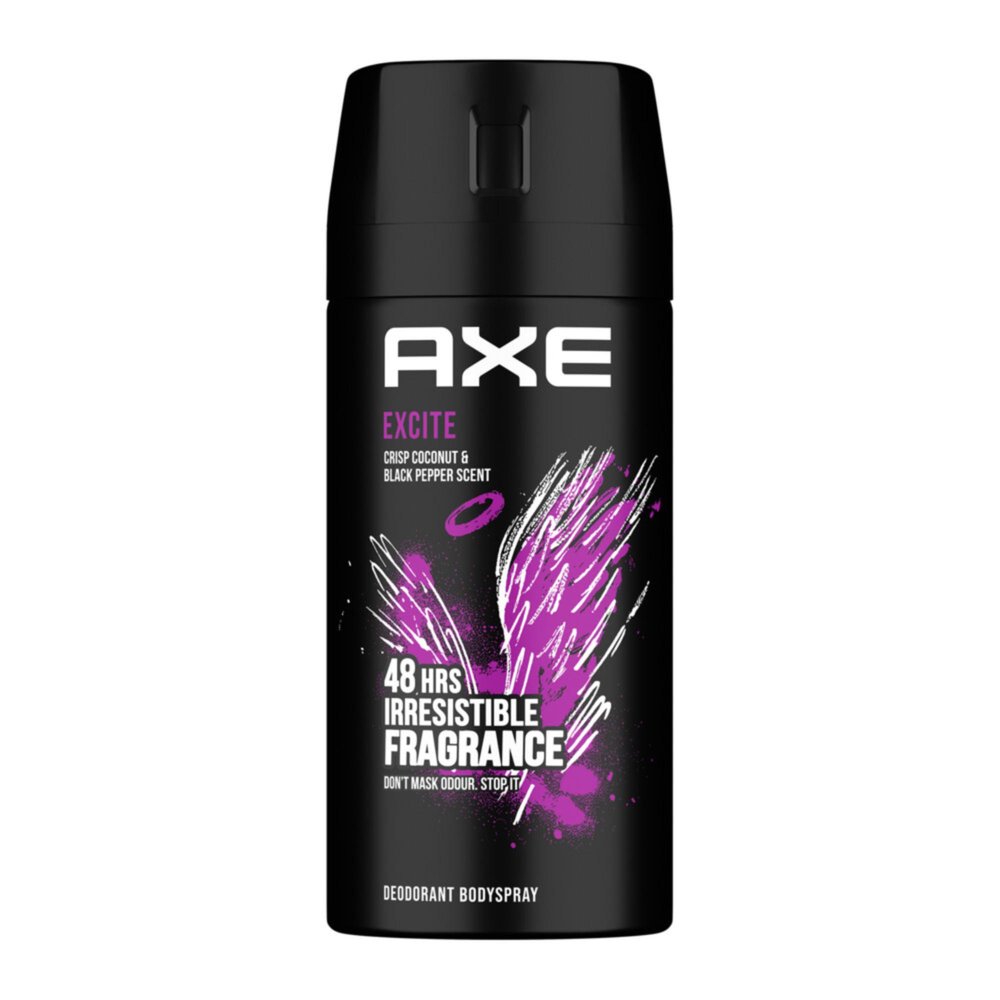 AXE
EXCITE
CRISP COCONUT &
BLACK PEPPER SCENT
48 HRS
IRRESISTIBLE
FRAGRANCE
DON'T MASK ODOUR. STOP IT
DEODORANT BODYSPRAY